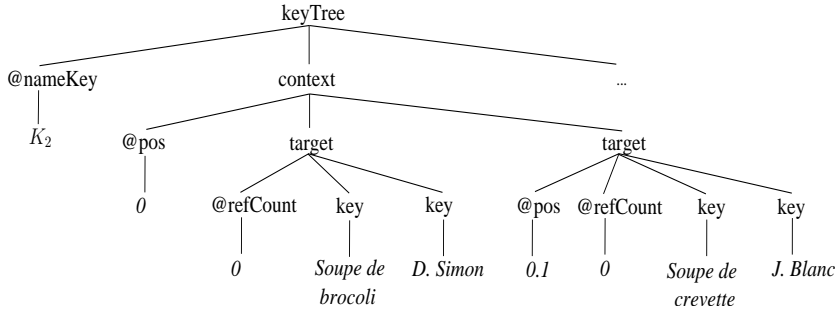 keyTree
@nameKey context ...
K2
@pos target target
0 @refCount key key @pos @refCount key key
0 Soupe de D. Simon 0.1 0 Soupe de J. Blanc
brocoli crevette